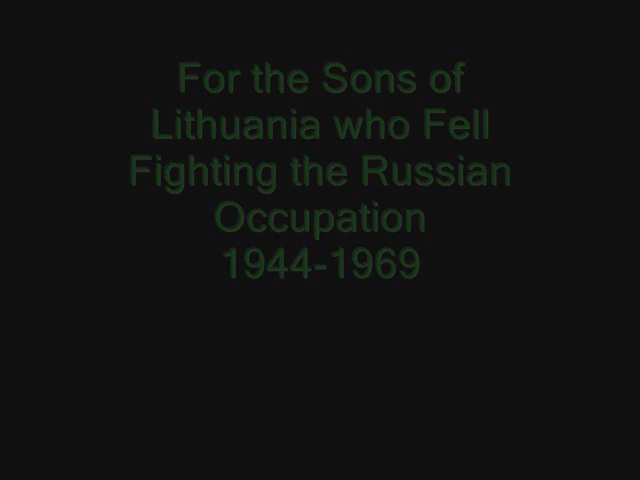 For the Sons of
Lithuania who Fell
Fighting the Russian
Occupation
1944-1969